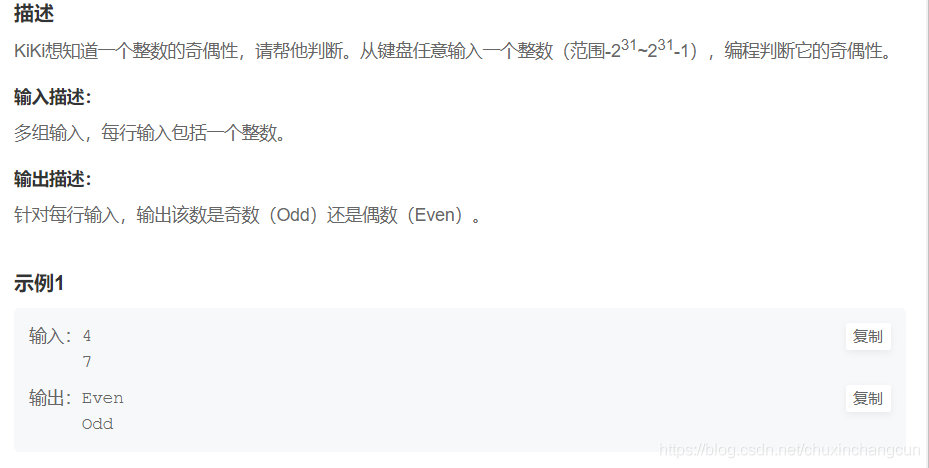 描述
KiKi想知道一个整数的奇偶性，请帮他判断。从键盘任意输入一个整数（范围-2^31~2^31-1），编程判断它的奇偶性。
输入描述：
多组输入，每行输入包括一个整数。
输出描述：
针对每行输入，输出该数是奇数（Odd）还是偶数（Even）。
示例1
输入：4
复制
7
输出：Even
复制
Odd
https://blog.csdn.net/chuxinchangcun